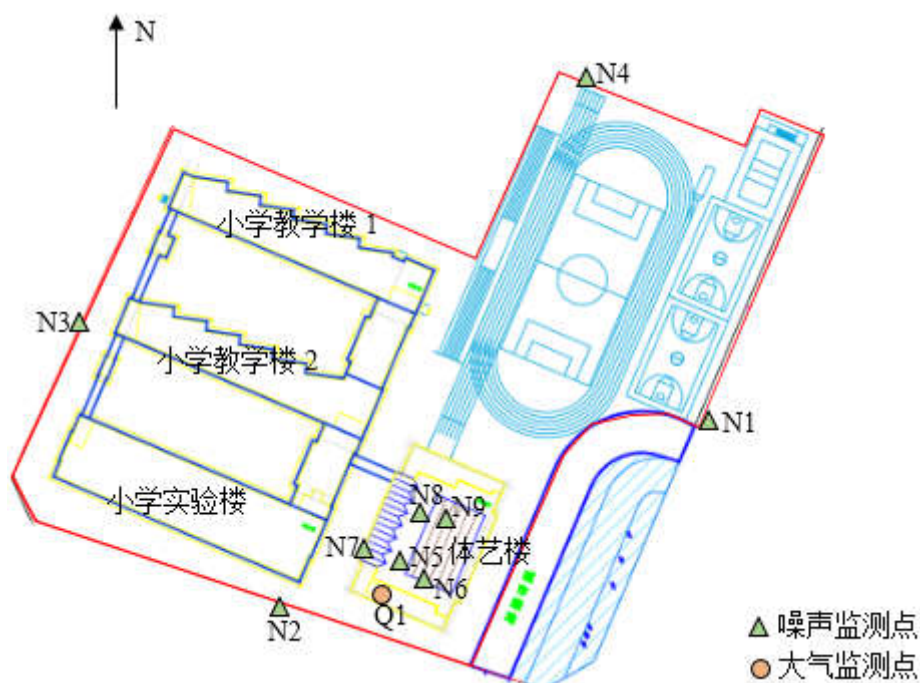 N
N4
小学教学楼 1
N3
小学教学楼 2
N1
小学实验楼
N8
N9
体艺楼
N7
N5
N6
Q1
N2
噪声监测点
大气监测点